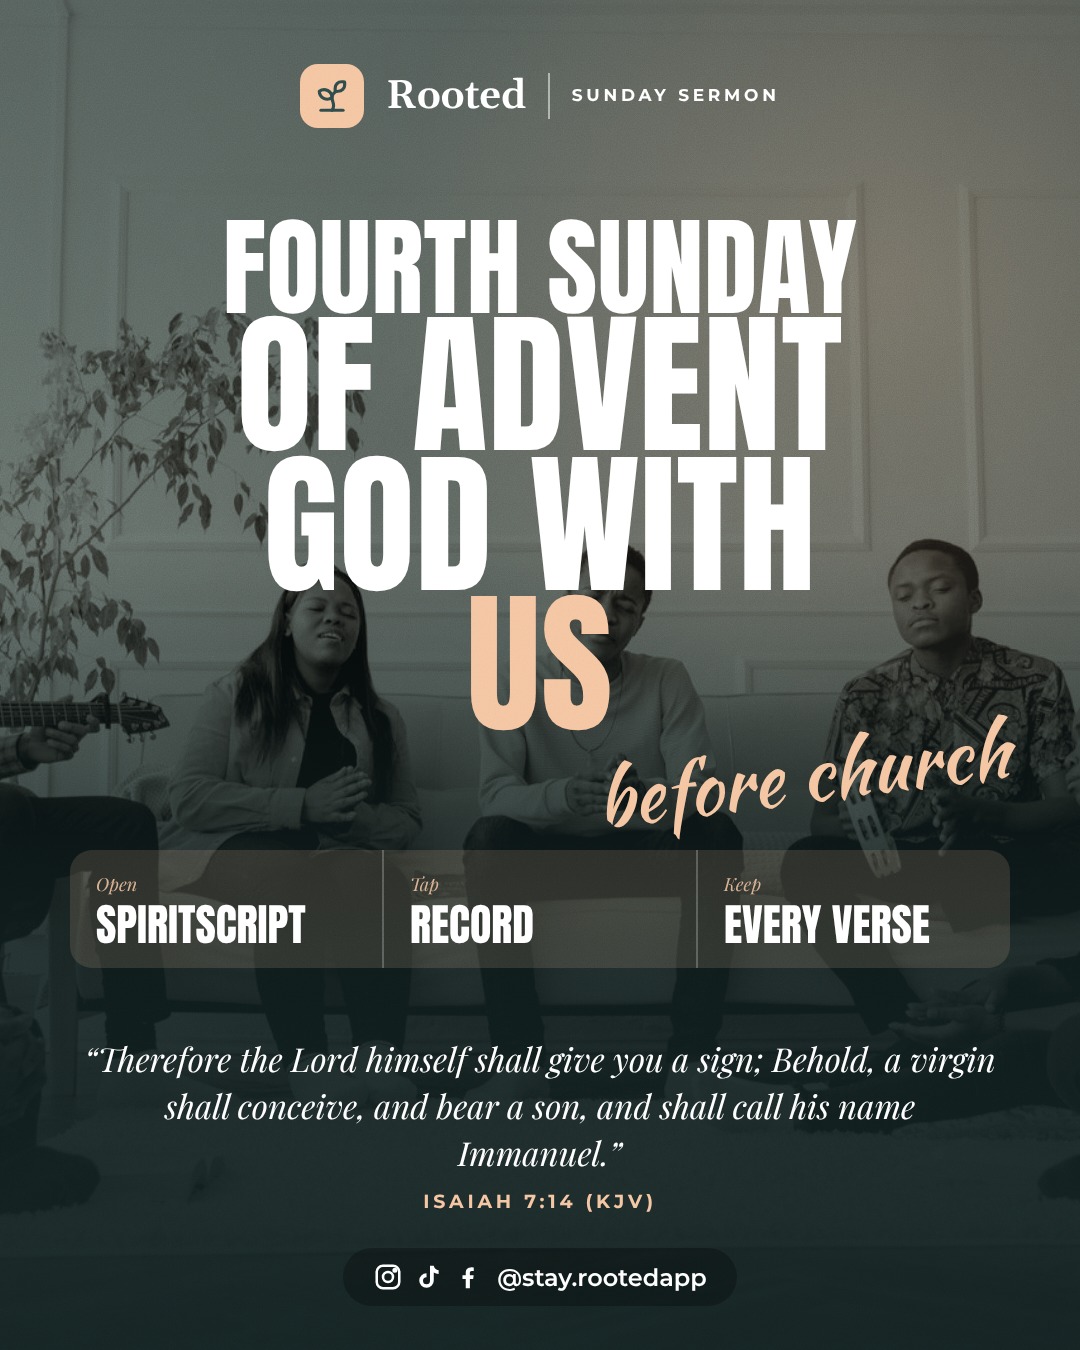 Rooted
SUNDAY SERMON
FOURTH SUNDAY
OF ADVENT
GOD WITH
US
before church
Open
SPIRITSCRIPT
Tap
RECORD
Keep
EVERY VERSE
“Therefore the Lord himself shall give you a sign; Behold, a virgin
shall conceive, and bear a son, and shall call his name
Immanuel.”
ISAIAH 7:14 (KJV)
@stay.rootedapp